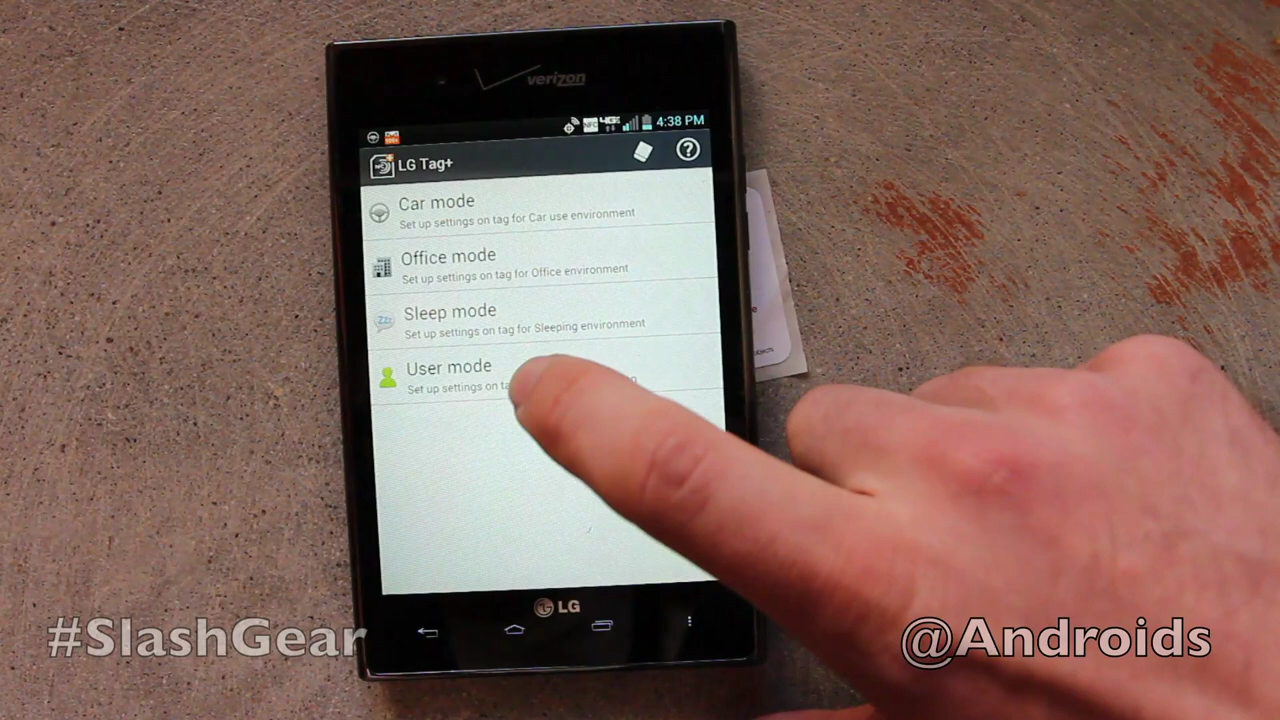 verizon
4G
4:38 PM
LG Tag+
Car mode
Set up settings on tag for Car use environment
Office mode
Set up settings on tag for Office environment
Sleep mode
Zzz
Set up settings on tag for Sleeping environment
User mode
Set up settings on
LG
#SlashGear
@Androids